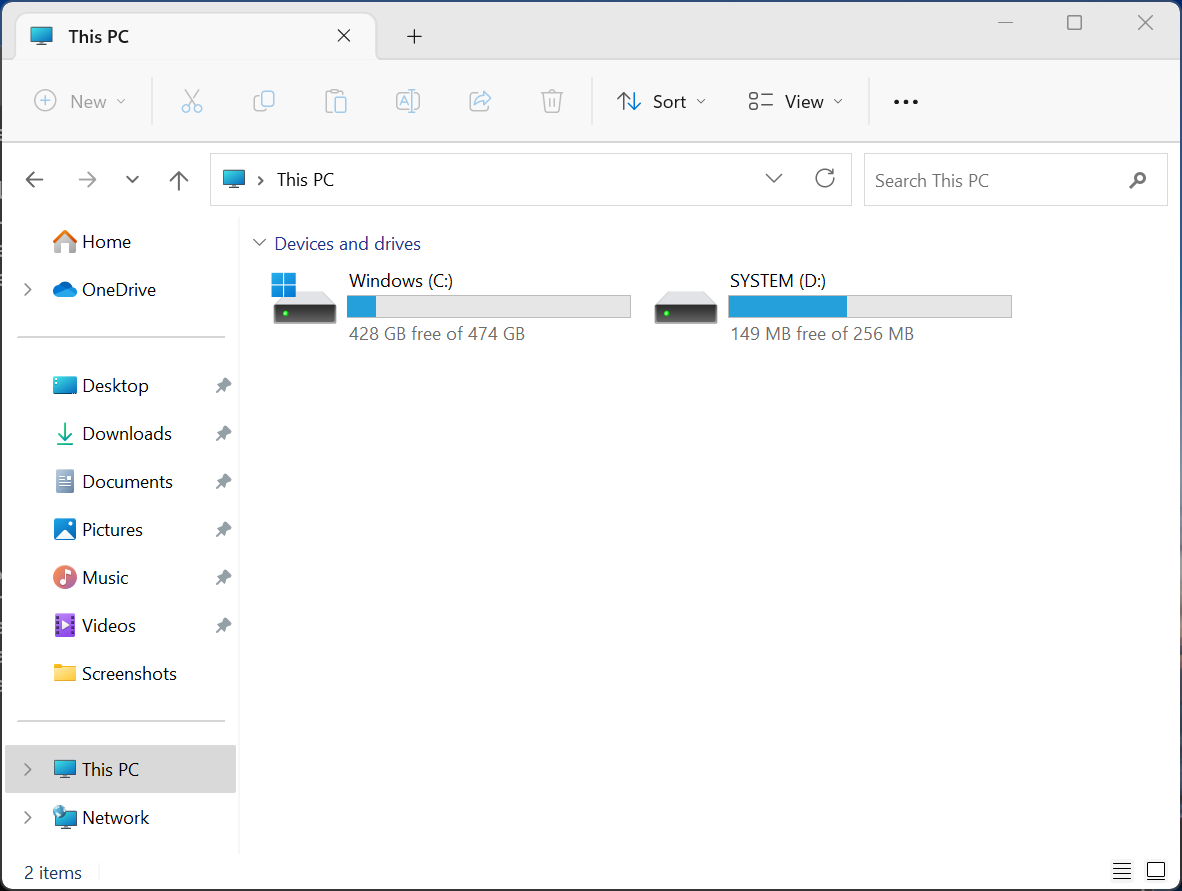 This PC
New
Sort
View
This PC
Search This PC
Home
OneDrive
Desktop
Downloads
Documents
Pictures
Music
Videos
Screenshots
This PC
Network
Devices and drives
Windows (C:)
428 GB free of 474 GB
SYSTEM (D:)
149 MB free of 256 MB
2 items